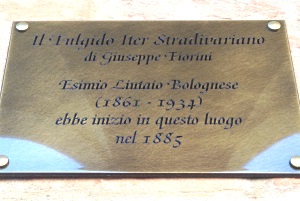 Il Fulgido Iter Stradivariano
di Giuseppe Fiorini
Esimio Liutaio Bolognese
(1861 - 1934)
ebbe inizio in questo luogo
nel 1885